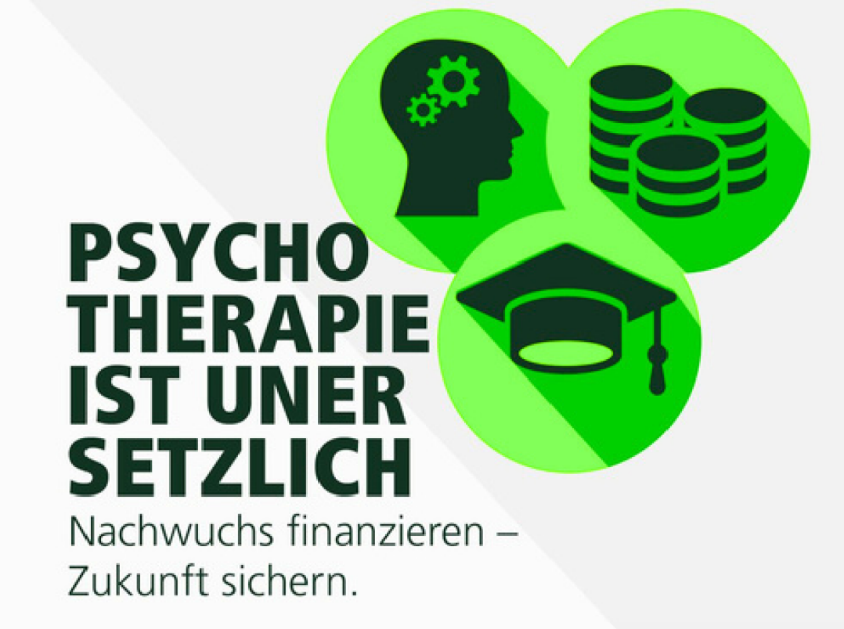 PSYCHO
THERAPIE
IST UNER
SETZLICH
Nachwuchs finanzieren –
Zukunft sichern.